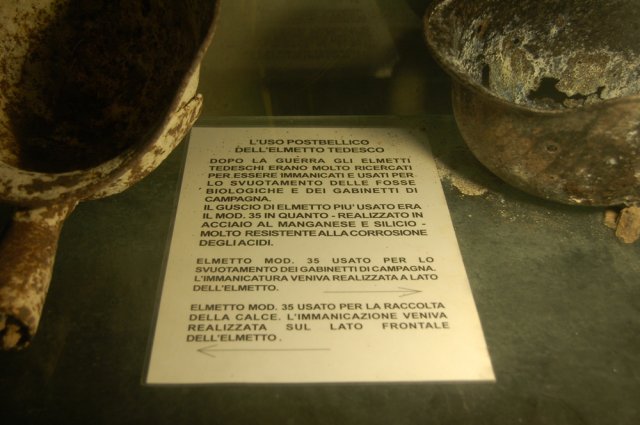 L'USO POSTBELLICO
DELL'ELMETTO TEDESCO
DOPO LA GUERRA GLI ELMETTI
TEDESCHI ERANO MOLTO RICERCATI
PER ESSERE IMMANICATI E USATI PER
LO SVUOTAMENTO DELLE FOSSE
BIOLOGICHE E DEI GABINETTI DI
CAMPAGNA.
IL GUSCIO DI ELMETTO PIU' USATO ERA
IL MOD. 35 IN QUANTO - REALIZZATO IN
ACCIAIO AL MANGANESE E SILICIO -
MOLTO RESISTENTE ALLA CORROSIONE
DEGLI ACIDI.
ELMETTO MOD. 35 USATO PER LO
SVUOTAMENTO DEI GABINETTI DI CAMPAGNA.
L'IMMANICATURA VENIVA REALIZZATA A LATO
DELL'ELMETTO.
ELMETTO MOD. 35 USATO PER LA RACCOLTA
DELLA CALCE. L'IMMANICAZIONE VENIVA
REALIZZATA SUL LATO FRONTALE
DELL'ELMETTO .